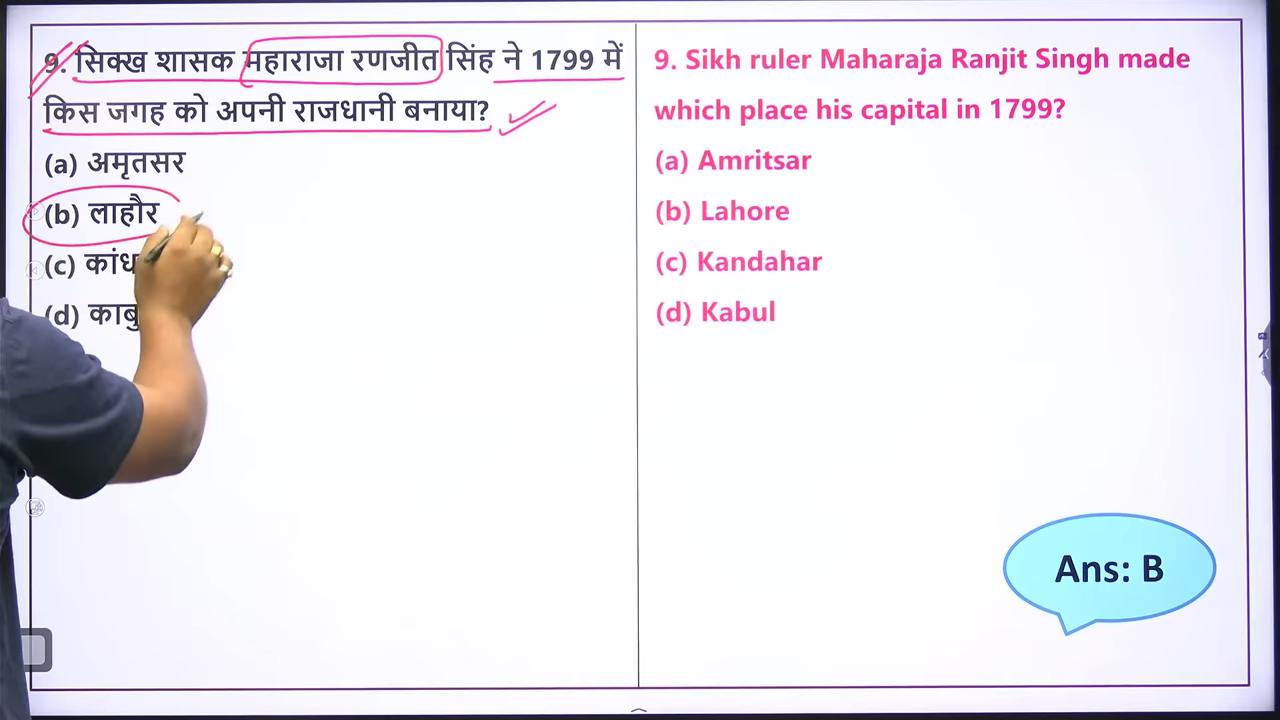 9. सिक्ख शासक महाराजा रणजीत सिंह ने 1799 में
किस जगह को अपनी राजधानी बनाया?
(a) अमृतसर
(b) लाहौर
(c)
(d)
9. Sikh ruler Maharaja Ranjit Singh made
which place his capital in 1799?
(a) Amritsar
(b) Lahore
(c) Kandahar
(d) Kabul
Ans: B